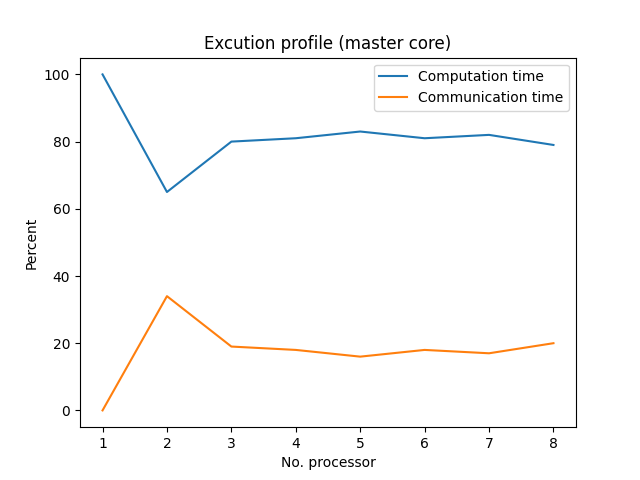 Excution profile (master core)
Computation time
Communication time
100
80
60
40
20
0
Percent
1 2 3 4 5 6 7 8
No. processor